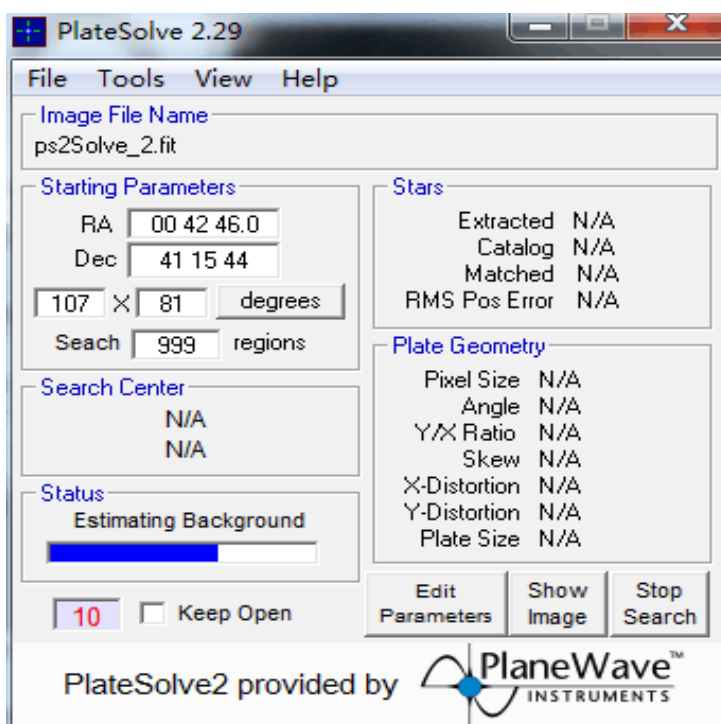 PlateSolve 2.29
File Tools View Help
Image File Name
ps2Solve_2.fit
Starting Parameters
RA 00 42 46.0
Dec 41 15 44
107 X 81 degrees
Seach 999 regions
Search Center
N/A
N/A
Status
Estimating Background
10 Keep Open
Stars
Extracted N/A
Catalog N/A
Matched N/A
RMS Pos Error N/A
Plate Geometry
Pixel Size N/A
Angle N/A
Y/X Ratio N/A
Skew N/A
X-Distortion N/A
Y-Distortion N/A
Plate Size N/A
Edit Parameters
Show Image
Stop Search
PlateSolve2 provided by
PlaneWave™
INSTRUMENTS